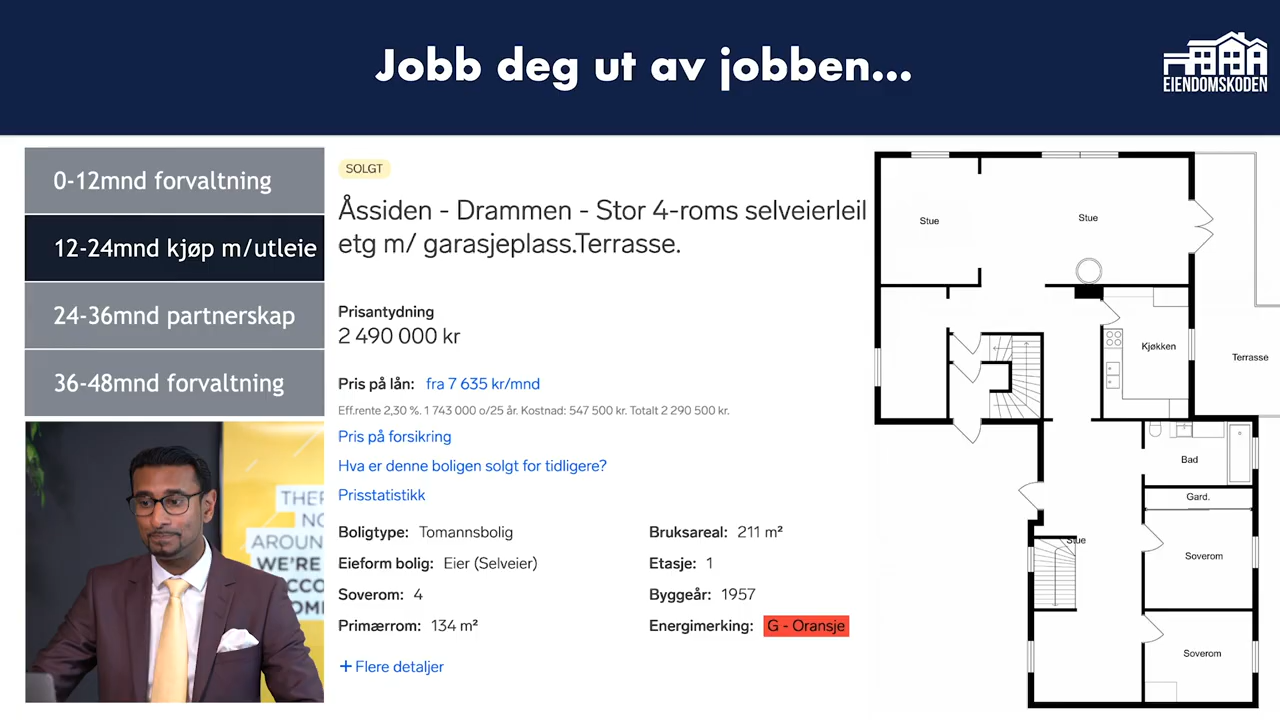 Jobb deg ut av jobben...
EIENDOMSKODEN
0-12mnd forvaltning
12-24mnd kjøp m/utleie
24-36mnd partnerskap
36-48mnd forvaltning
SOLGT
Åssiden - Drammen - Stor 4-roms selveierleil
etg m/ garasjeplass.Terrasse.
Prisantydning
2 490 000 kr
Pris på lån: fra 7 635 kr/mnd
Eff.rente 2,30 %. 1 743 000 o/25 år. Kostnad: 547 500 kr. Totalt 2 290 500 kr.
Pris på forsikring
Hva er denne boligen solgt for tidligere?
Prisstatistikk
Boligtype: Tomannsbolig
Bruksareal: 211 m²
Eieform bolig: Eier (Selveier)
Etasje: 1
Soverom: 4
Byggeår: 1957
Primærrom: 134 m²
Energimerking: G - Oransje
+ Flere detaljer
Stue
Stue
Kjøkken
Terrasse
Bad
Gard.
Stue
Soverom
Soverom
THER
NO
AROUN
WE'RE